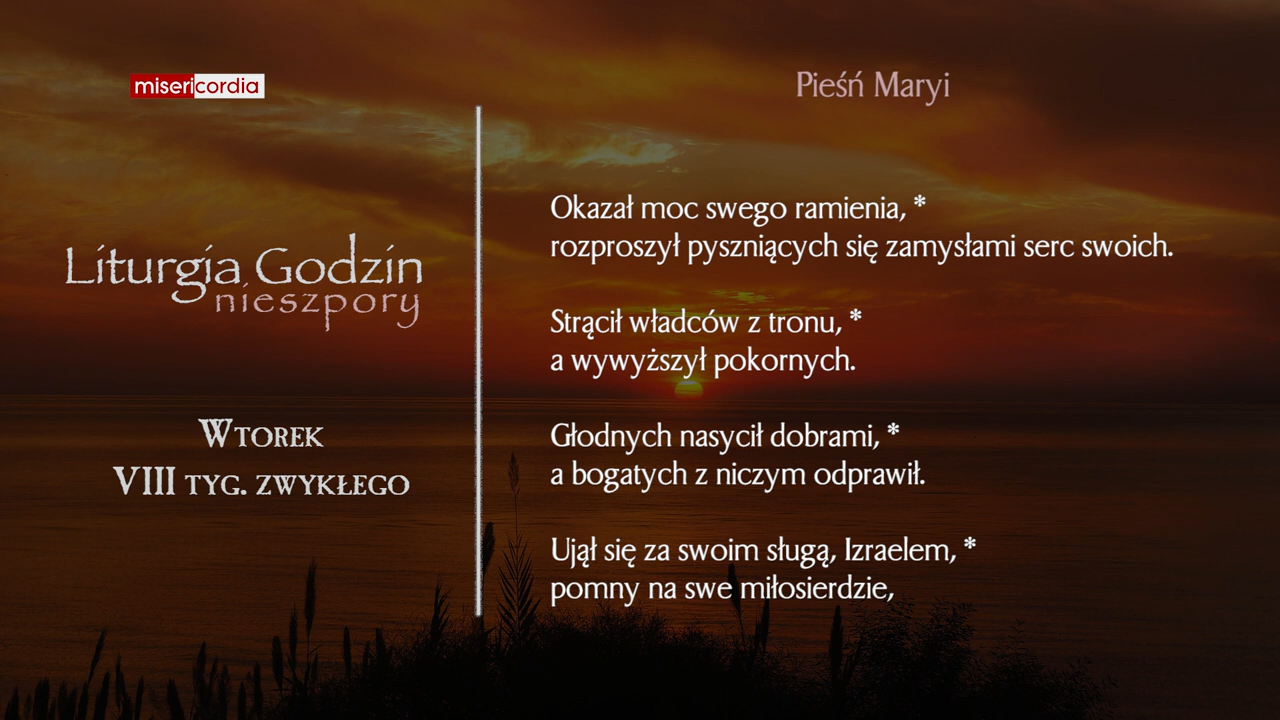 misericordia
Liturgia Godzin
nieszpory
Wtorek
VIII tyg. zwykłego
Pieśń Maryi
Okazał moc swego ramienia, *
rozproszył pyszniących się zamysłami serc swoich.
Strącił władców z tronu, *
a wywyższył pokornych.
Głodnych nasycił dobrami, *
a bogatych z niczym odprawił.
Ujął się za swoim sługą, Izraelem, *
pomny na swe miłosierdzie,